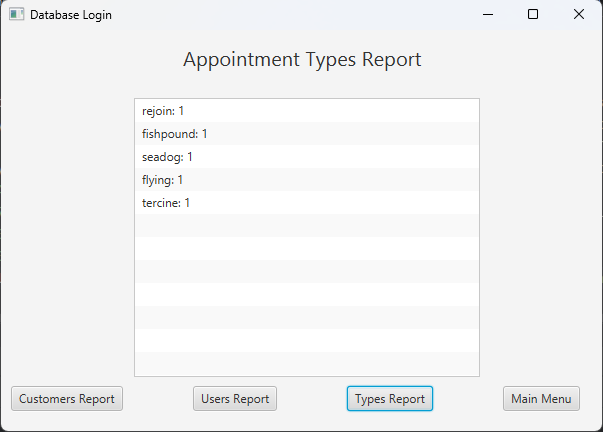 Database Login
Appointment Types Report
rejoin: 1
fishpound: 1
seadog: 1
flying: 1
tercine: 1
Customers Report
Users Report
Types Report
Main Menu